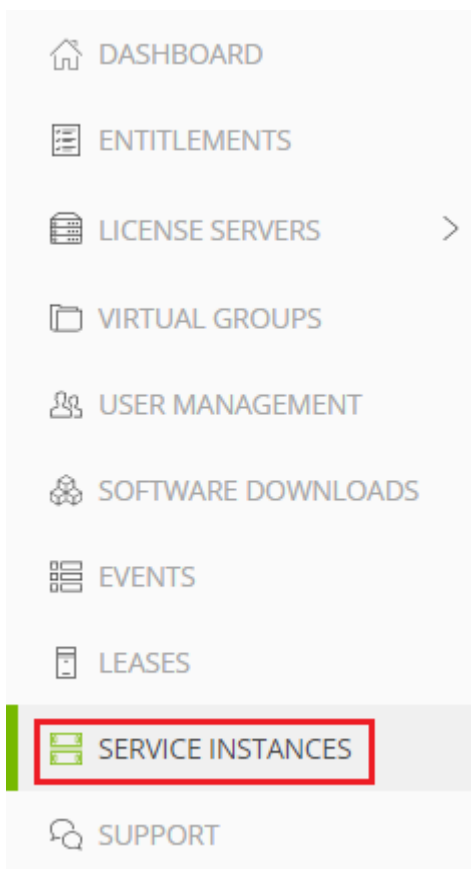 DASHBOARD
ENTITLEMENTS
LICENSE SERVERS
VIRTUAL GROUPS
USER MANAGEMENT
SOFTWARE DOWNLOADS
EVENTS
LEASES
SERVICE INSTANCES
SUPPORT